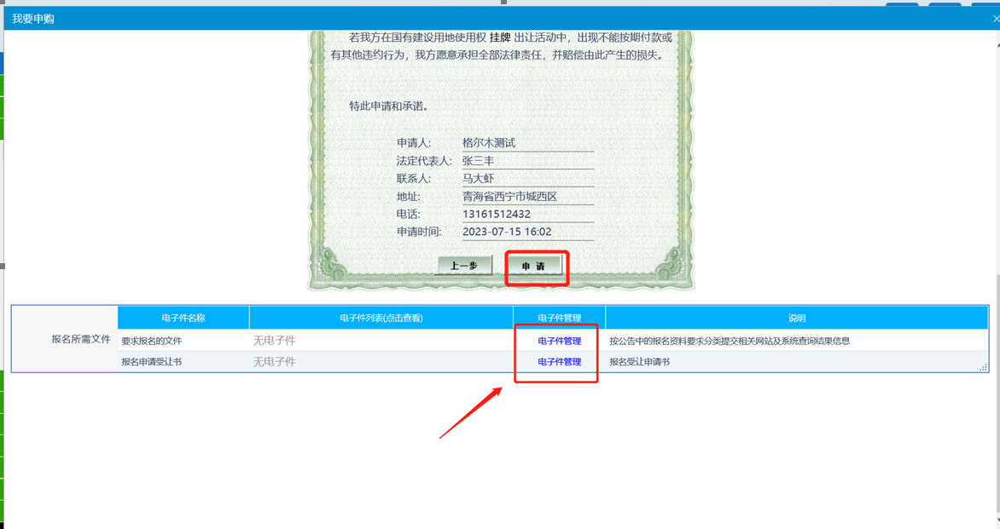 我要申购
若我方在国有建设用地使用权 挂牌 出让活动中，出现不能按期付款或
有其他违约行为，我方愿意承担全部法律责任，并赔偿由此产生的损失。
特此申请和承诺。
申请人: 格尔木测试
法定代表人: 张三丰
联系人: 马大虾
地址: 青海省西宁市城西区
电话: 13161512432
申请时间: 2023-07-15 16:02
上一步 申 请
电子件名称 电子件列表(点击查看) 电子件管理 说明
报名所需文件
要求报名的文件 无电子件 电子件管理 按公告中的报名资料要求分类提交相关网站及系统查询结果信息
报名申请受让书 无电子件 电子件管理 报名受让申请书